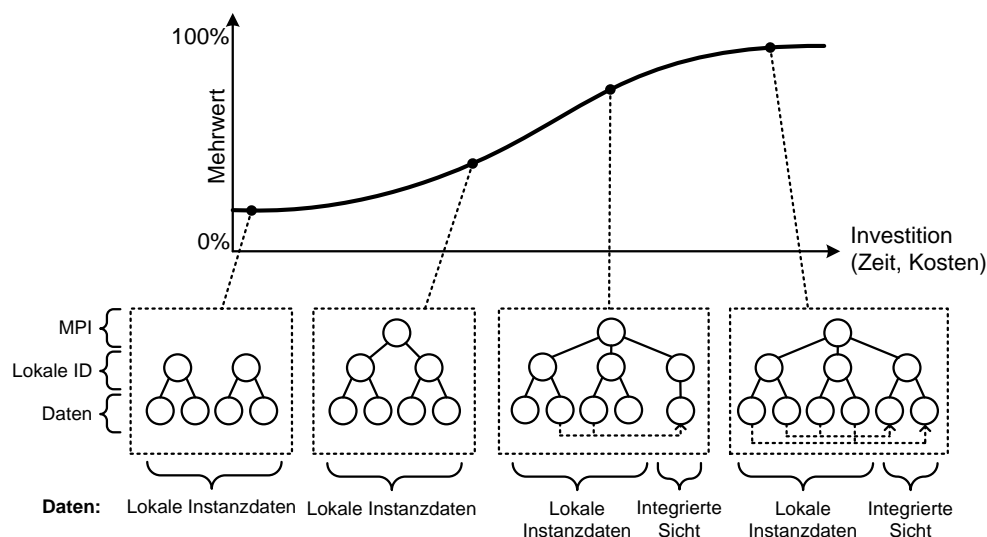 100%
Mehrwert
0%
Investition
(Zeit, Kosten)
MPI
Lokale ID
Daten
Daten:
Lokale Instanzdaten
Lokale Instanzdaten
Lokale
Instanzdaten
Integrierte
Sicht
Lokale
Instanzdaten
Integrierte
Sicht